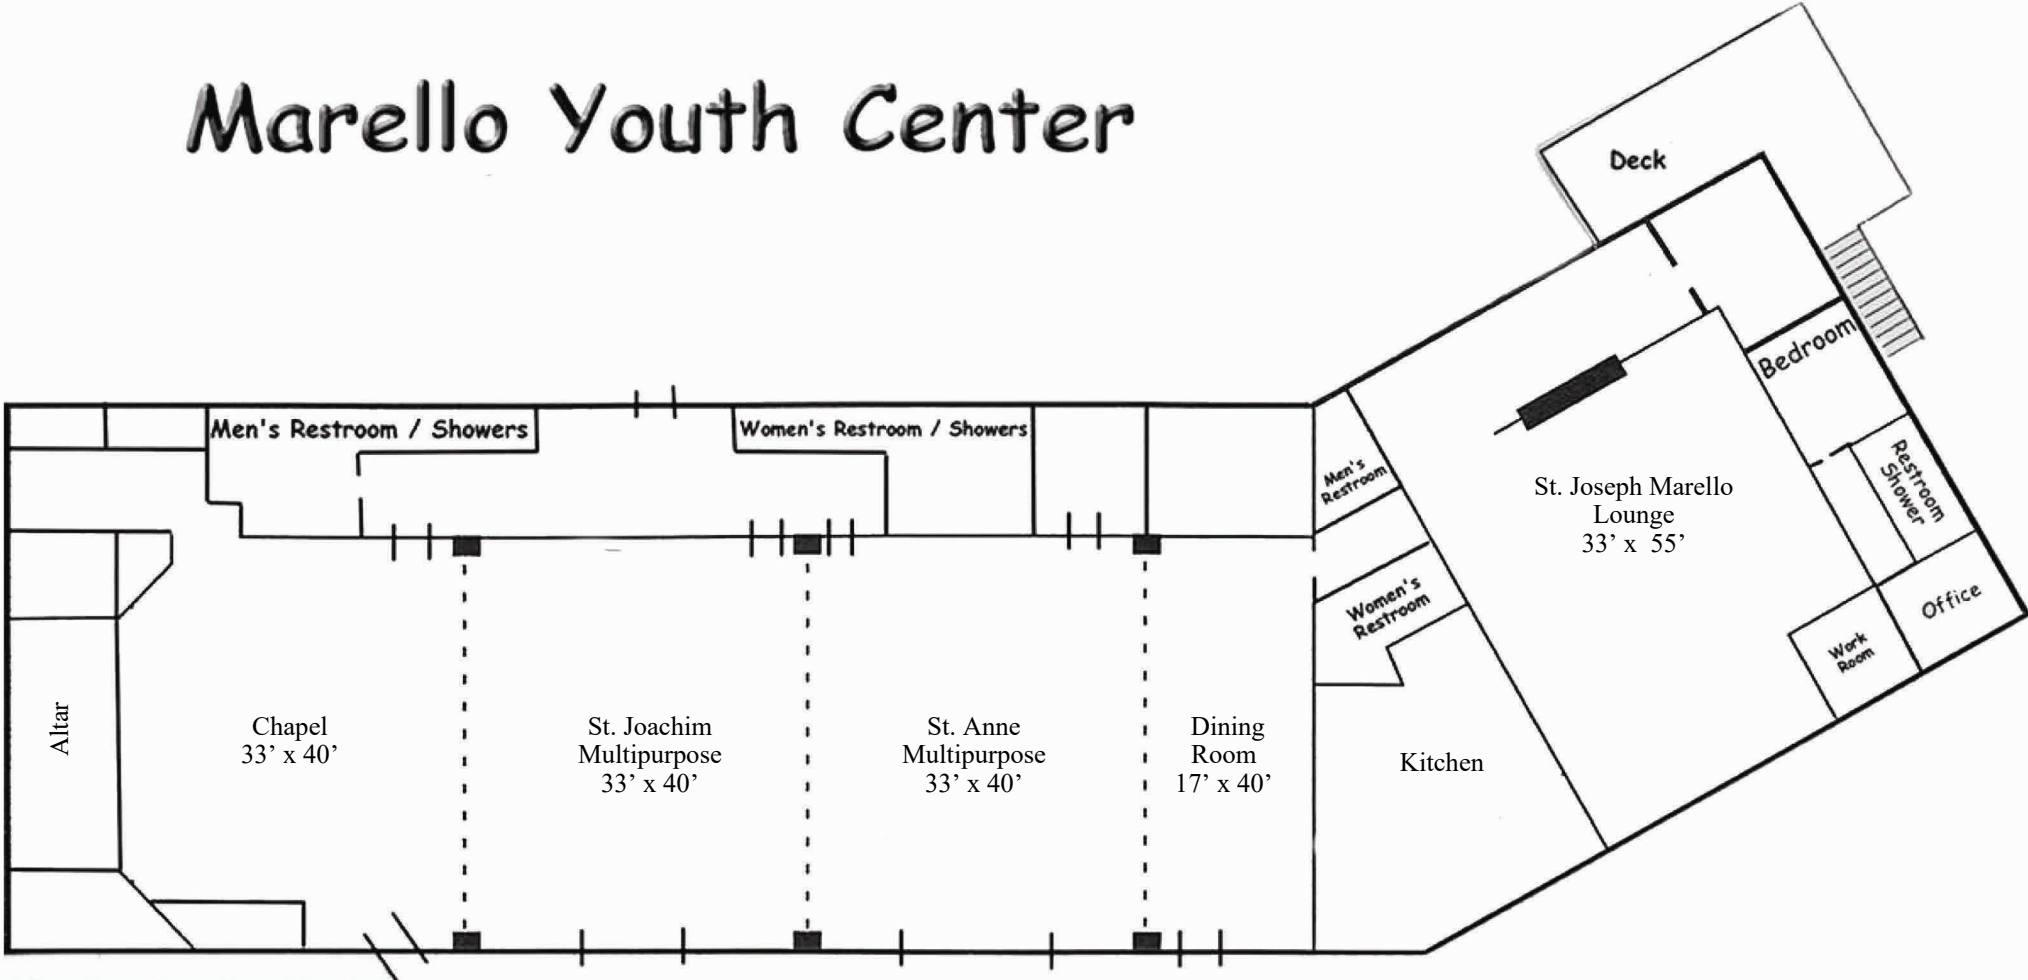 Marello Youth Center
Deck
Bedroom
Men's Restroom / Showers
Women's Restroom / Showers
Men's
Restroom
St. Joseph Marello
Lounge
33’ x  55’
Restroom
Shower
Women's
Restroom
Office
Work
Room
Altar
Chapel
33’ x 40’
St. Joachim
Multipurpose
33’ x 40’
St. Anne
Multipurpose
33’ x 40’
Dining
Room
17’ x 40’
Kitchen